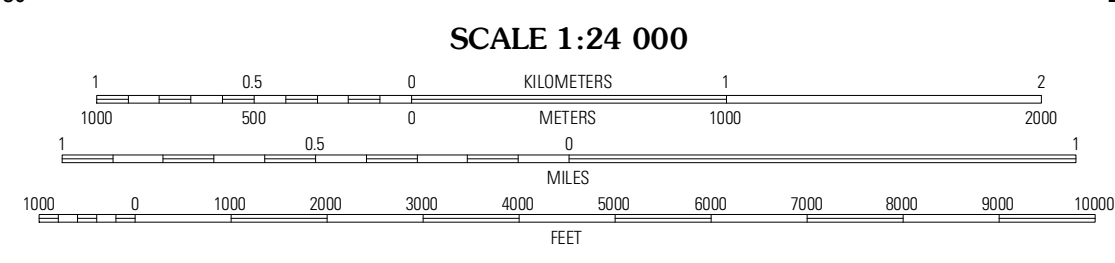 SCALE 1:24 000
1 0.5 0 KILOMETERS 1 2
1000 500 0 METERS 1000 2000
1 0.5 0 1
MILES
1000 0 1000 2000 3000 4000 5000 6000 7000 8000 9000 10000
FEET